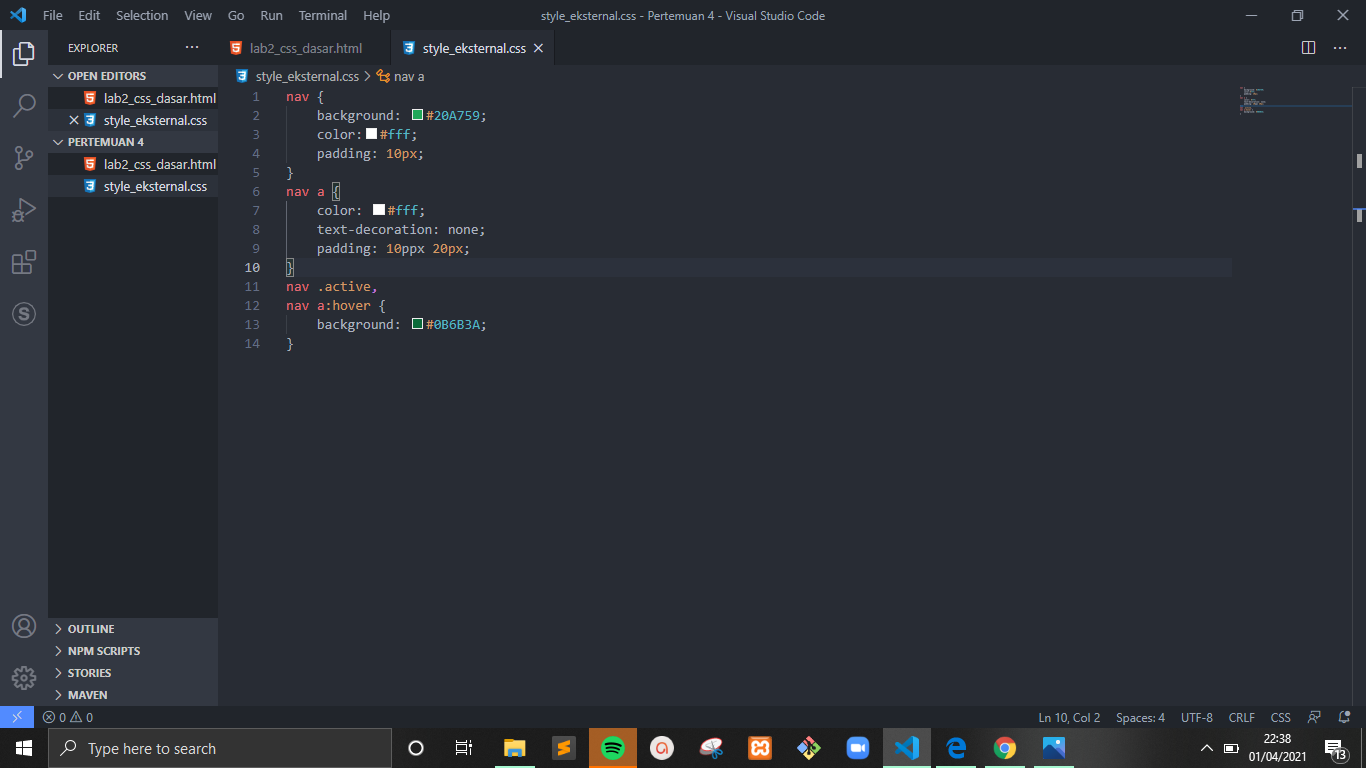 File Edit Selection View Go Run Terminal Help style_eksternal.css - Pertemuan 4 - Visual Studio Code
EXPLORER ··· lab2_css_dasar.html style_eksternal.css
OPEN EDITORS
lab2_css_dasar.html
style_eksternal.css
PERTEMUAN 4
lab2_css_dasar.html
style_eksternal.css
style_eksternal.css > nav a
1 nav {
2 background: #20A759;
3 color: #fff;
4 padding: 10px;
5 }
6 nav a {
7 color: #fff;
8 text-decoration: none;
9 padding: 10ppx 20px;
10 }
11 nav .active,
12 nav a:hover {
13 background: #0B6B3A;
14 }
OUTLINE
NPM SCRIPTS
STORIES
MAVEN
0 0 Ln 10, Col 2 Spaces: 4 UTF-8 CRLF CSS
Type here to search 22:38
01/04/2021 13